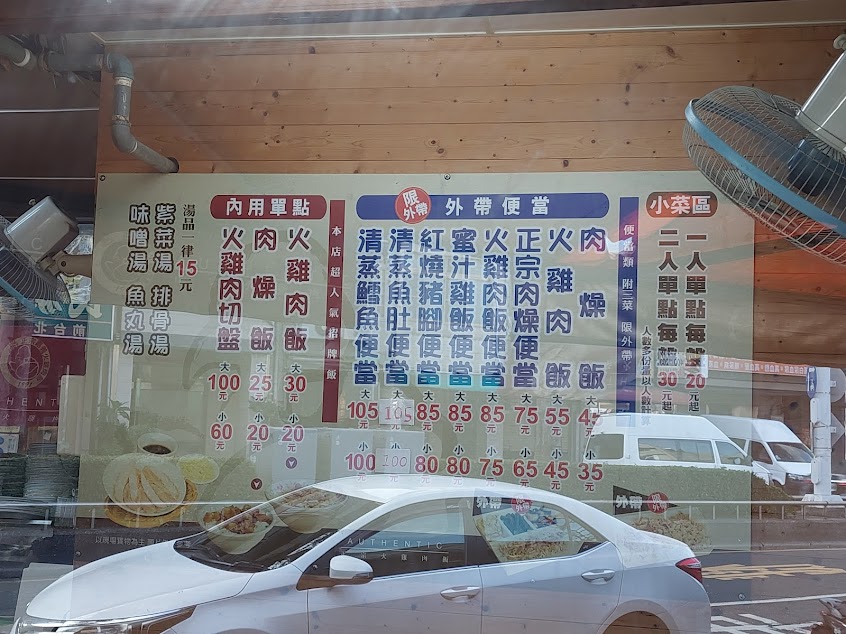 小菜區
一人單點每盤20元起
二人單點每盤30元起
限外帶
外帶便當
肉燥飯 小35元
火雞肉飯 大55元 小45元
正宗肉燥便當 大75元 小65元
火雞肉飯便當 大85元 小75元
蜜汁雞飯便當 大85元 小80元
紅燒豬腳便當 大85元 小80元
清蒸魚肚便當 大105元 小100
清蒸鱈魚便當 大105元 小100元
本店超人氣招牌飯
內用單點
火雞肉飯 大30元 小20元
肉燥飯 大25元 小20元
火雞肉切盤 大100元 小60元
湯品一律15元
紫菜湯 排骨湯
味噌湯 魚丸湯
外帶 限外帶
外帶 限外帶
AUTHENTIC